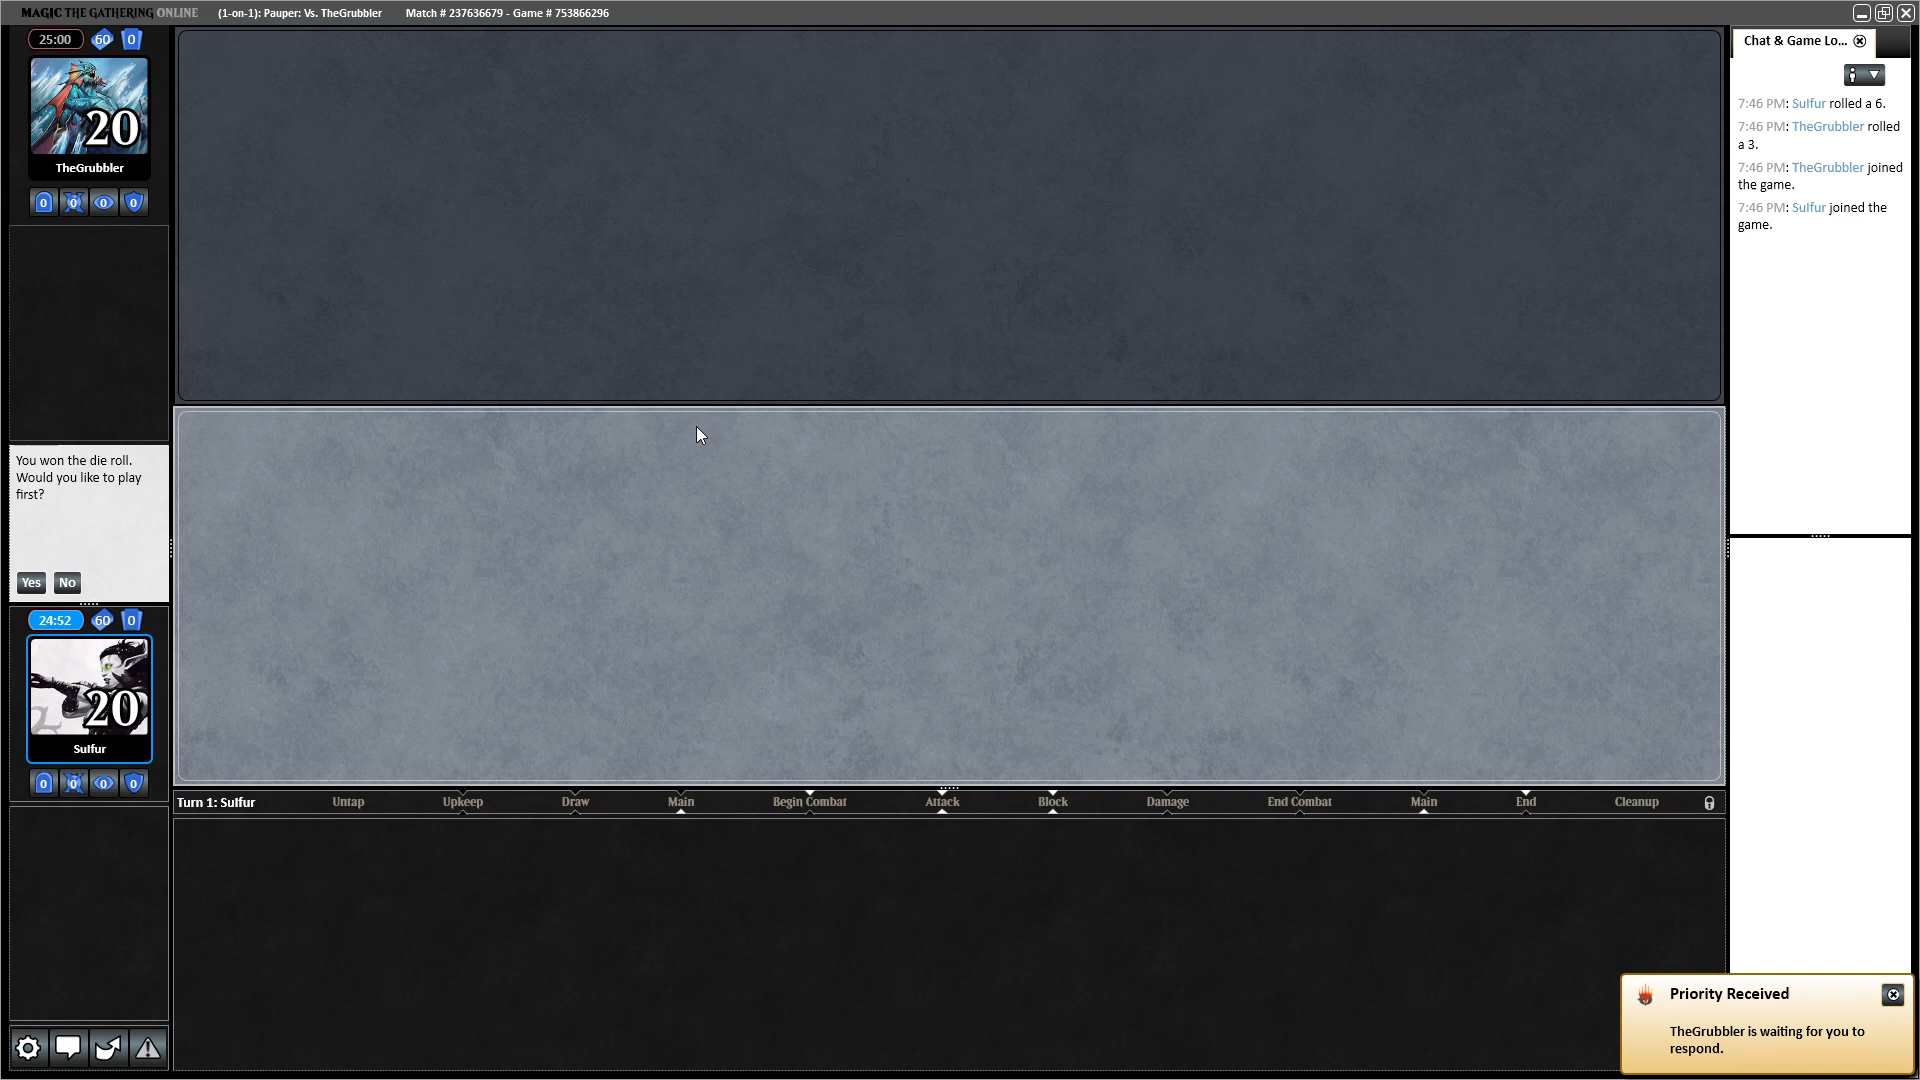 MAGIC THE GATHERING ONLINE (1-on-1): Pauper: Vs. TheGrubbler Match # 237636679 - Game # 753866296
25:00 60 0
20
TheGrubbler
0 0 0 0
You won the die roll.
Would you like to play
first?
Yes No
24:52 60 0
20
Sulfur
0 0 0 0
Turn 1: Sulfur Untap Upkeep Draw Main Begin Combat Attack Block Damage End Combat Main End Cleanup
Chat & Game Lo...
7:46 PM: Sulfur rolled a 6.
7:46 PM: TheGrubbler rolled
a 3.
7:46 PM: TheGrubbler joined
the game.
7:46 PM: Sulfur joined the
game.
Priority Received
TheGrubbler is waiting for you to
respond.